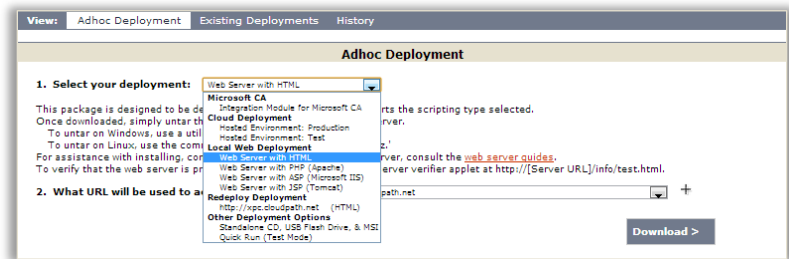 View: Adhoc Deployment Existing Deployments History
Adhoc Deployment
1. Select your deployment: Web Server with HTML
Microsoft CA
Integration Module for Microsoft CA
Cloud Deployment
Hosted Environment: Production
Hosted Environment: Test
Local Web Deployment
Web Server with HTML
Web Server with PHP (Apache)
Web Server with ASP (Microsoft IIS)
Web Server with JSP (Tomcat)
Redeploy Deployment
http://xpc.cloudpath.net (HTML)
Other Deployment Options
Standalone CD, USB Flash Drive, & MSI
Quick Run (Test Mode)
This package is designed to be de rts the scripting type selected.
Once downloaded, simply untar th erver.
To untar on Windows, use a util
To untar on Linux, use the com z.'
For assistance with installing, con rver, consult the web server guides.
To verify that the web server is pr erver verifier applet at http://[Server URL]/info/test.html.
2. What URL will be used to a path.net +
Download >